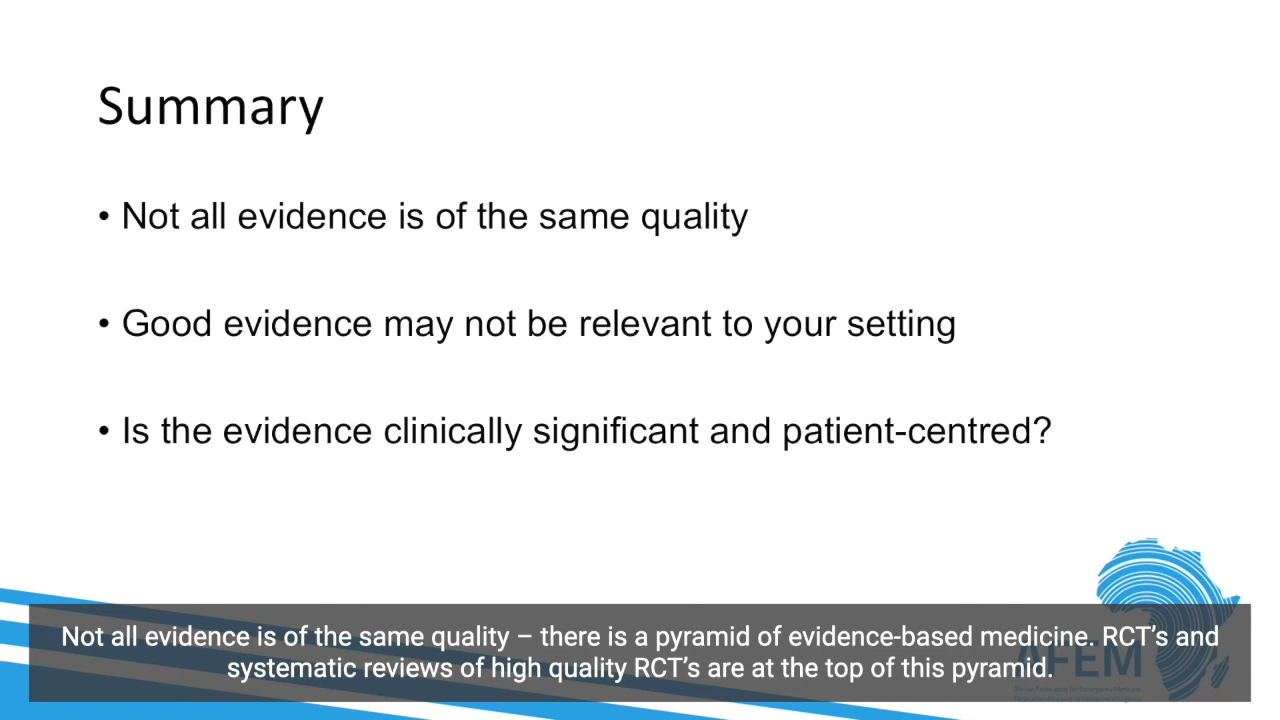 Summary
• Not all evidence is of the same quality
• Good evidence may not be relevant to your setting
• Is the evidence clinically significant and patient-centred?
Not all evidence is of the same quality – there is a pyramid of evidence-based medicine. RCT’s and
systematic reviews of high quality RCT’s are at the top of this pyramid.
AFEM